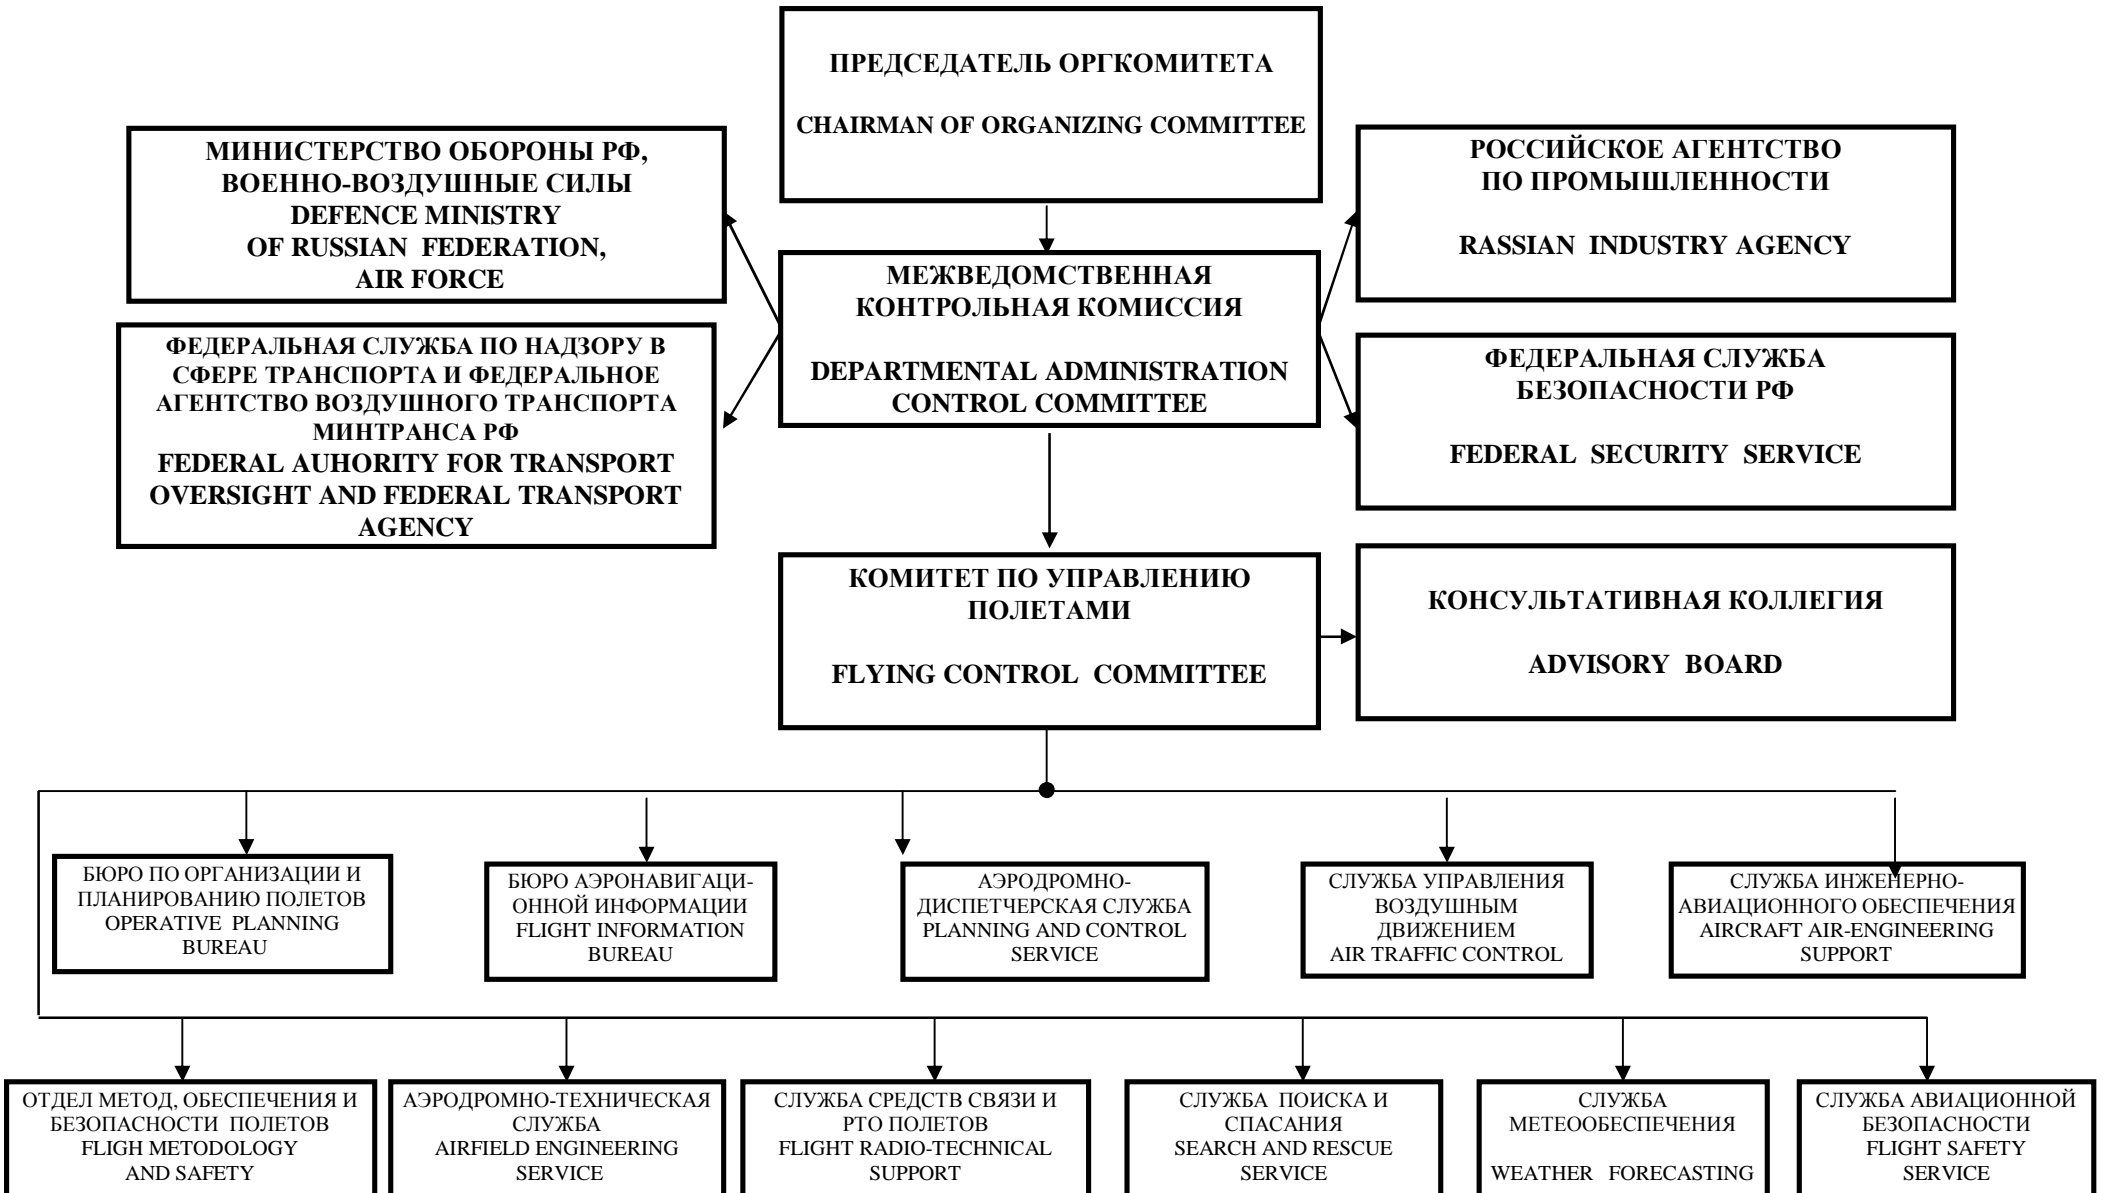 ПРЕДСЕДАТЕЛЬ ОРГКОМИТЕТА
CHAIRMAN OF ORGANIZING COMMITTEE
МИНИСТЕРСТВО ОБОРОНЫ РФ,
ВОЕННО-ВОЗДУШНЫЕ СИЛЫ
DEFENCE MINISTRY
OF RUSSIAN FEDERATION,
AIR FORCE
РОССИЙСКОЕ АГЕНТСТВО
ПО ПРОМЫШЛЕННОСТИ
RASSIAN INDUSTRY AGENCY
МЕЖВЕДОМСТВЕННАЯ
КОНТРОЛЬНАЯ КОМИССИЯ
DEPARTMENTAL ADMINISTRATION
CONTROL COMMITTEE
ФЕДЕРАЛЬНАЯ СЛУЖБА ПО НАДЗОРУ В
СФЕРЕ ТРАНСПОРТА И ФЕДЕРАЛЬНОЕ
АГЕНТСТВО ВОЗДУШНОГО ТРАНСПОРТА
МИНТРАНСА РФ
FEDERAL AUHORITY FOR TRANSPORT
OVERSIGHT AND FEDERAL TRANSPORT
AGENCY
ФЕДЕРАЛЬНАЯ СЛУЖБА
БЕЗОПАСНОСТИ РФ
FEDERAL SECURITY SERVICE
КОМИТЕТ ПО УПРАВЛЕНИЮ
ПОЛЕТАМИ
FLYING CONTROL COMMITTEE
КОНСУЛЬТАТИВНАЯ КОЛЛЕГИЯ
ADVISORY BOARD
БЮРО ПО ОРГАНИЗАЦИИ И
ПЛАНИРОВАНИЮ ПОЛЕТОВ
OPERATIVE PLANNING
BUREAU
БЮРО АЭРОНАВИГАЦИ-
ОННОЙ ИНФОРМАЦИИ
FLIGHT INFORMATION
BUREAU
АЭРОДРОМНО-
ДИСПЕТЧЕРСКАЯ СЛУЖБА
PLANNING AND CONTROL
SERVICE
СЛУЖБА УПРАВЛЕНИЯ
ВОЗДУШНЫМ
ДВИЖЕНИЕМ
AIR TRAFFIC CONTROL
СЛУЖБА ИНЖЕНЕРНО-
АВИАЦИОННОГО ОБЕСПЕЧЕНИЯ
AIRCRAFT AIR-ENGINEERING
SUPPORT
ОТДЕЛ МЕТОД, ОБЕСПЕЧЕНИЯ И
БЕЗОПАСНОСТИ ПОЛЕТОВ
FLIGH METODOLOGY
AND SAFETY
АЭРОДРОМНО-ТЕХНИЧЕСКАЯ
СЛУЖБА
AIRFIELD ENGINEERING
SERVICE
СЛУЖБА СРЕДСТВ СВЯЗИ И
РТО ПОЛЕТОВ
FLIGHT RADIO-TECHNICAL
SUPPORT
СЛУЖБА ПОИСКА И
СПАСАНИЯ
SEARCH AND RESCUE
SERVICE
СЛУЖБА
МЕТЕООБЕСПЕЧЕНИЯ
WEATHER FORECASTING
СЛУЖБА АВИАЦИОННОЙ
БЕЗОПАСНОСТИ
FLIGHT SAFETY
SERVICE